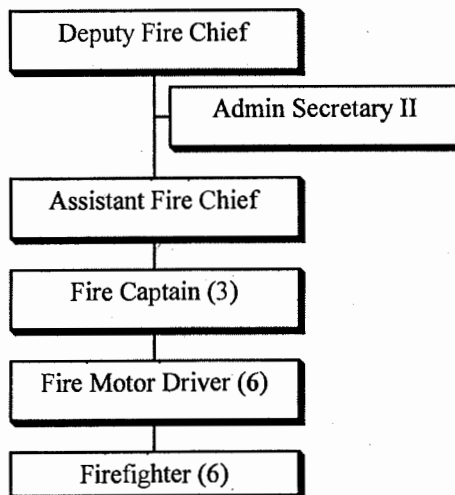 Deputy Fire Chief
Admin Secretary II
Assistant Fire Chief
Fire Captain (3)
Fire Motor Driver (6)
Firefighter (6)